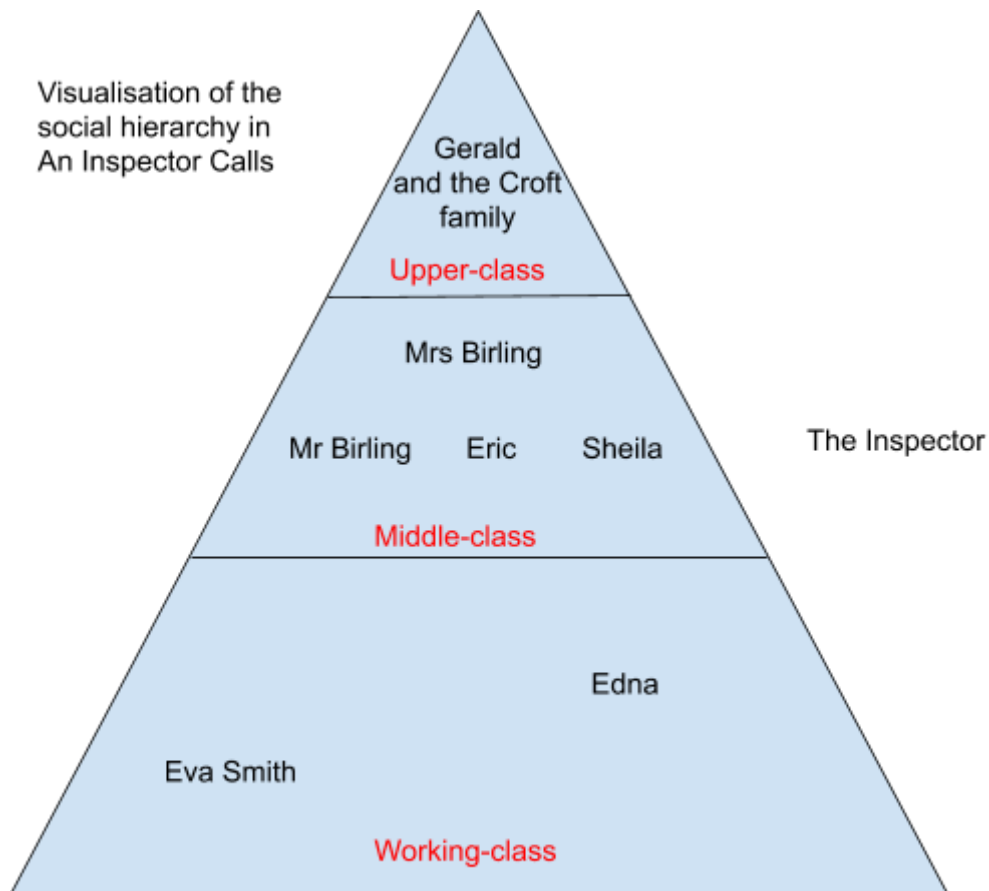 Visualisation of the
social hierarchy in
An Inspector Calls
Gerald
and the Croft
family
Upper-class
Mrs Birling
Mr Birling Eric Sheila
The Inspector
Middle-class
Edna
Eva Smith
Working-class